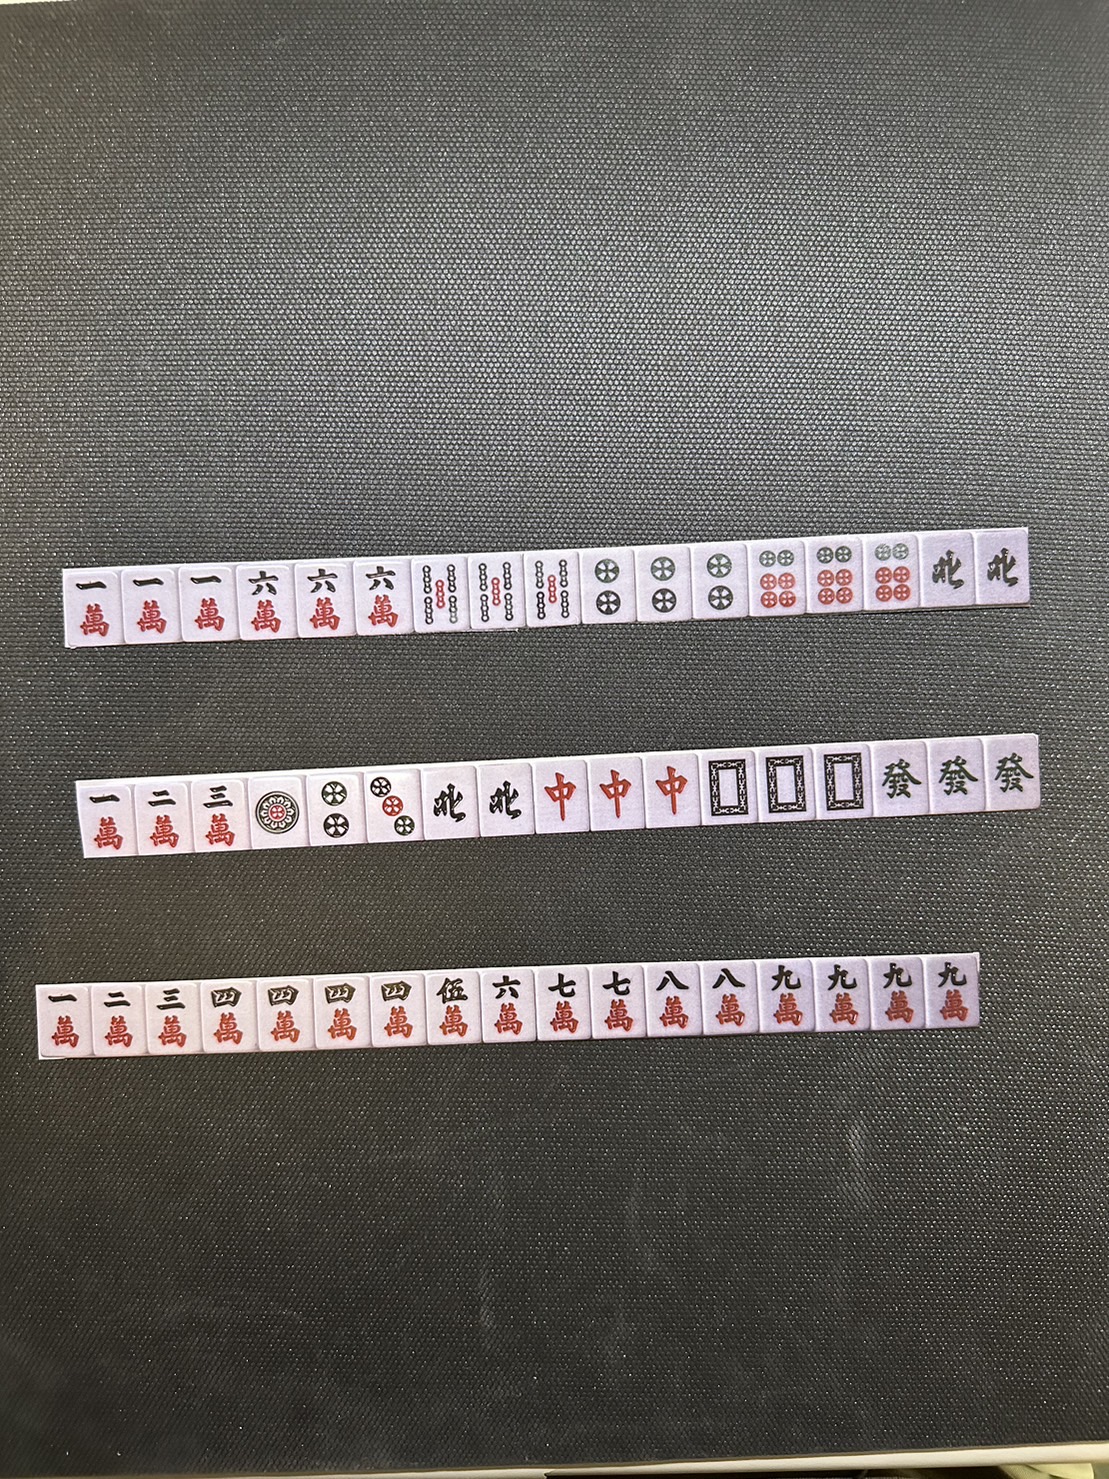 一萬 一萬 一萬 六萬 六萬 六萬 北 北
一萬 二萬 三萬 北 北 中 中 中 發 發 發
一萬 二萬 三萬 四萬 四萬 四萬 四萬 伍萬 六萬 七萬 七萬 八萬 八萬 九萬 九萬 九萬 九萬